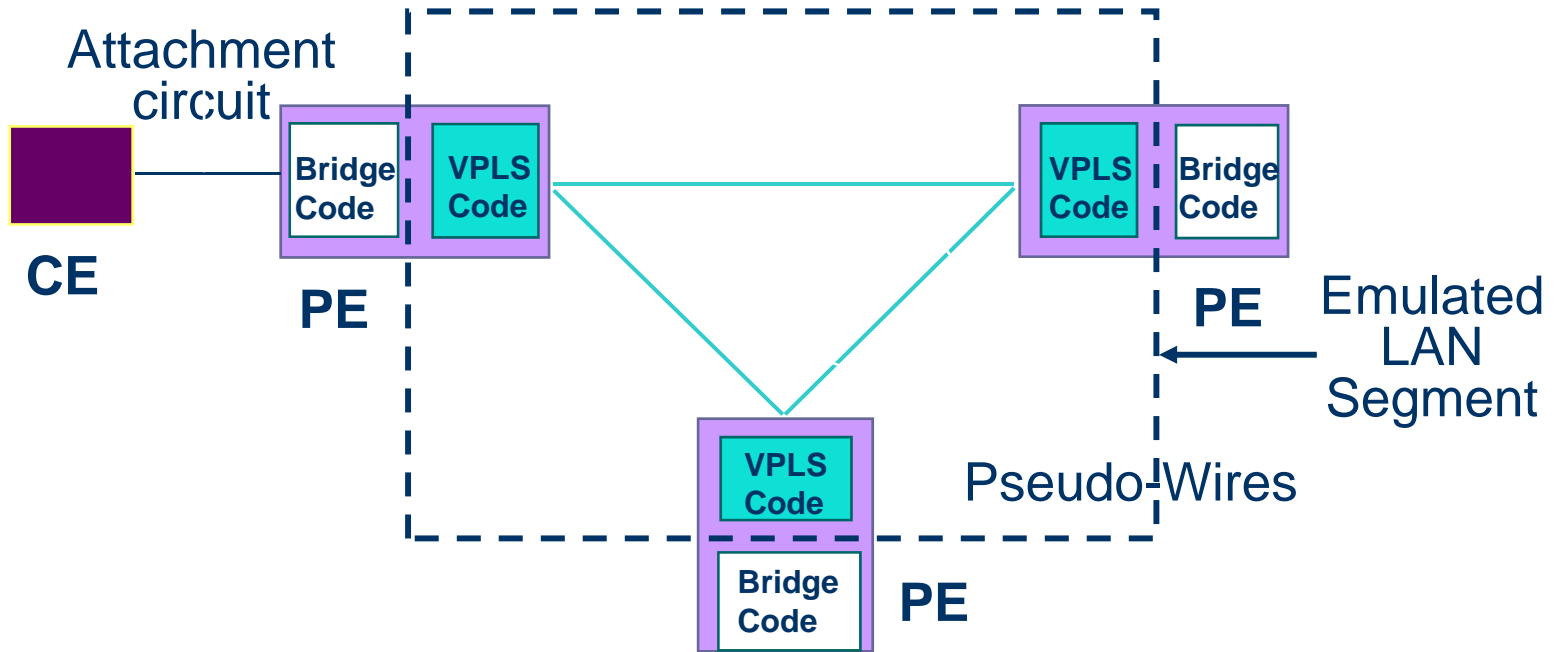 Attachment
circuit
Bridge
Code
VPLS
Code
VPLS
Code
Bridge
Code
CE
PE
PE
Emulated
LAN
Segment
VPLS
Code
Pseudo-Wires
Bridge
Code
PE